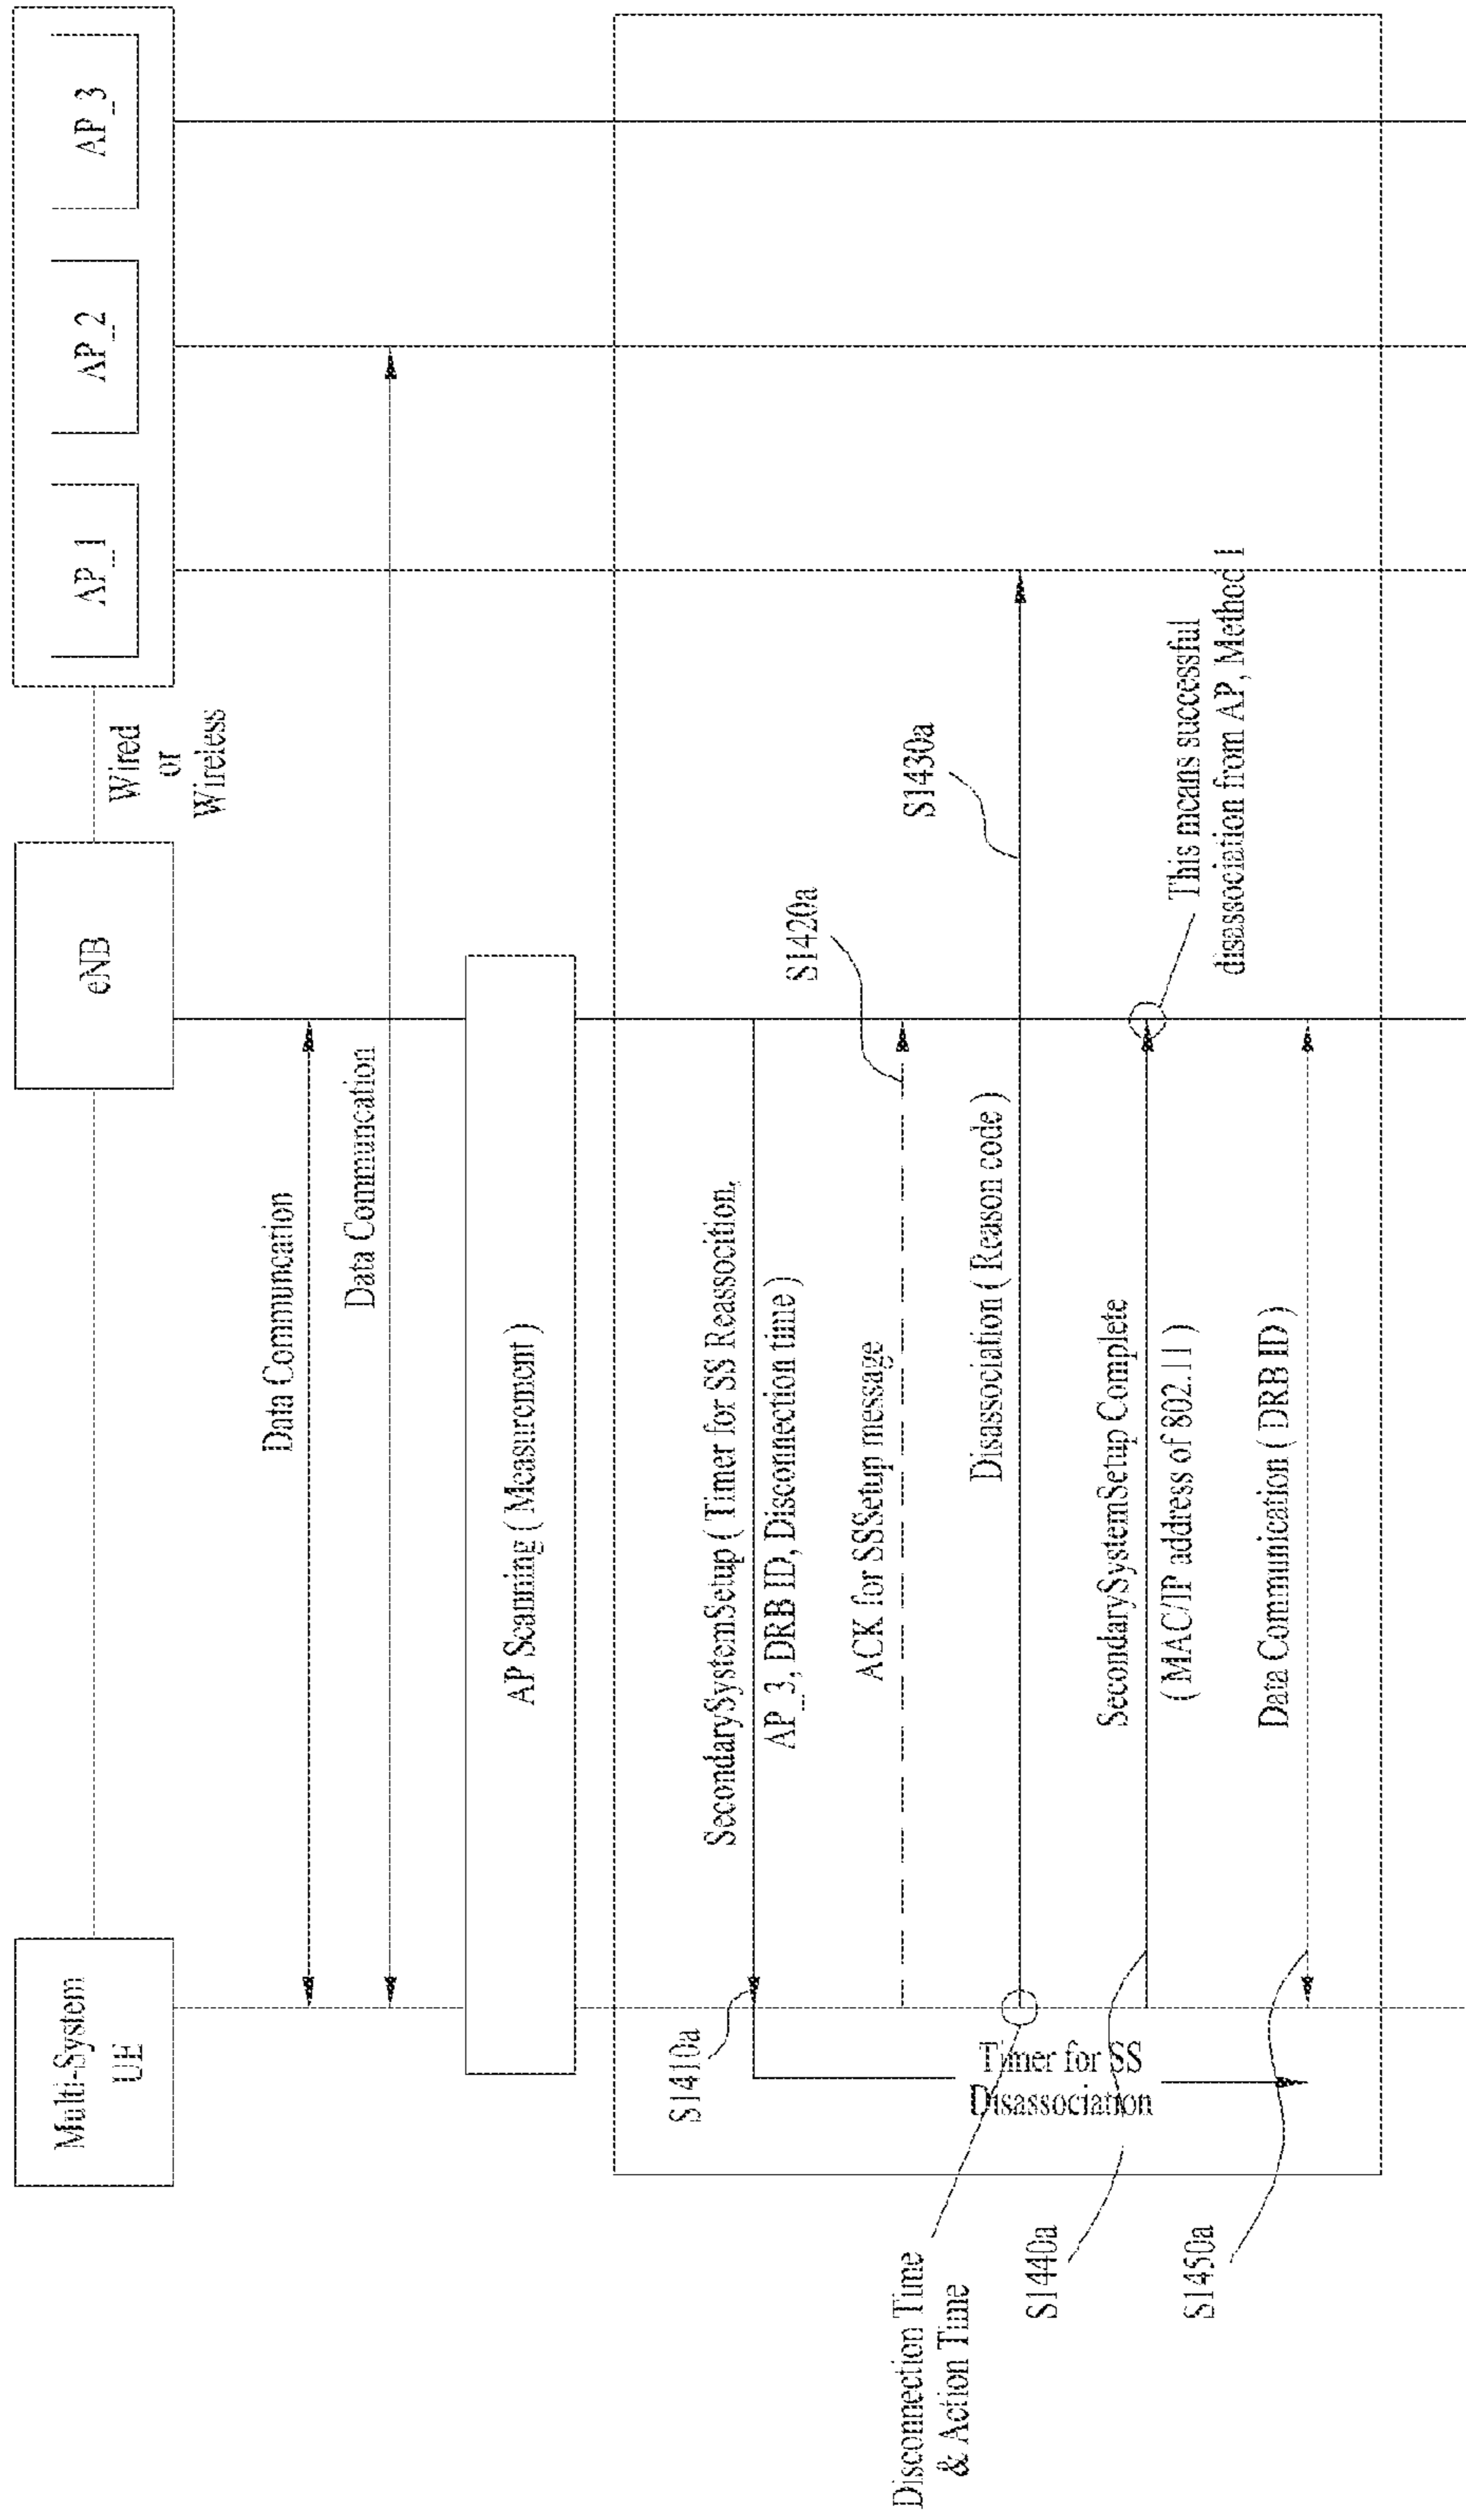 Multi-System
UE
eNB
Wired
or
Wireless
AP_1
AP_2
AP_3
Data Communcation
Data Communcation
AP Scanning ( Measurement )
S1410a
SecondarySystemSetup ( Timer for SS Reassocition,
AP_3, DRB ID, Disconnection time )
ACK for SSSetup message
S1420a
Disconnection Time
& Action Time
Timer for SS
Disassociation
Disassociation ( Reason code )
S1430a
S1440a
SecondarySystemSetup Complete
( MAC/IP address of 802.11 )
This means successful
disassociation from AP, Method 1
S1450a
Data Communication ( DRB ID )